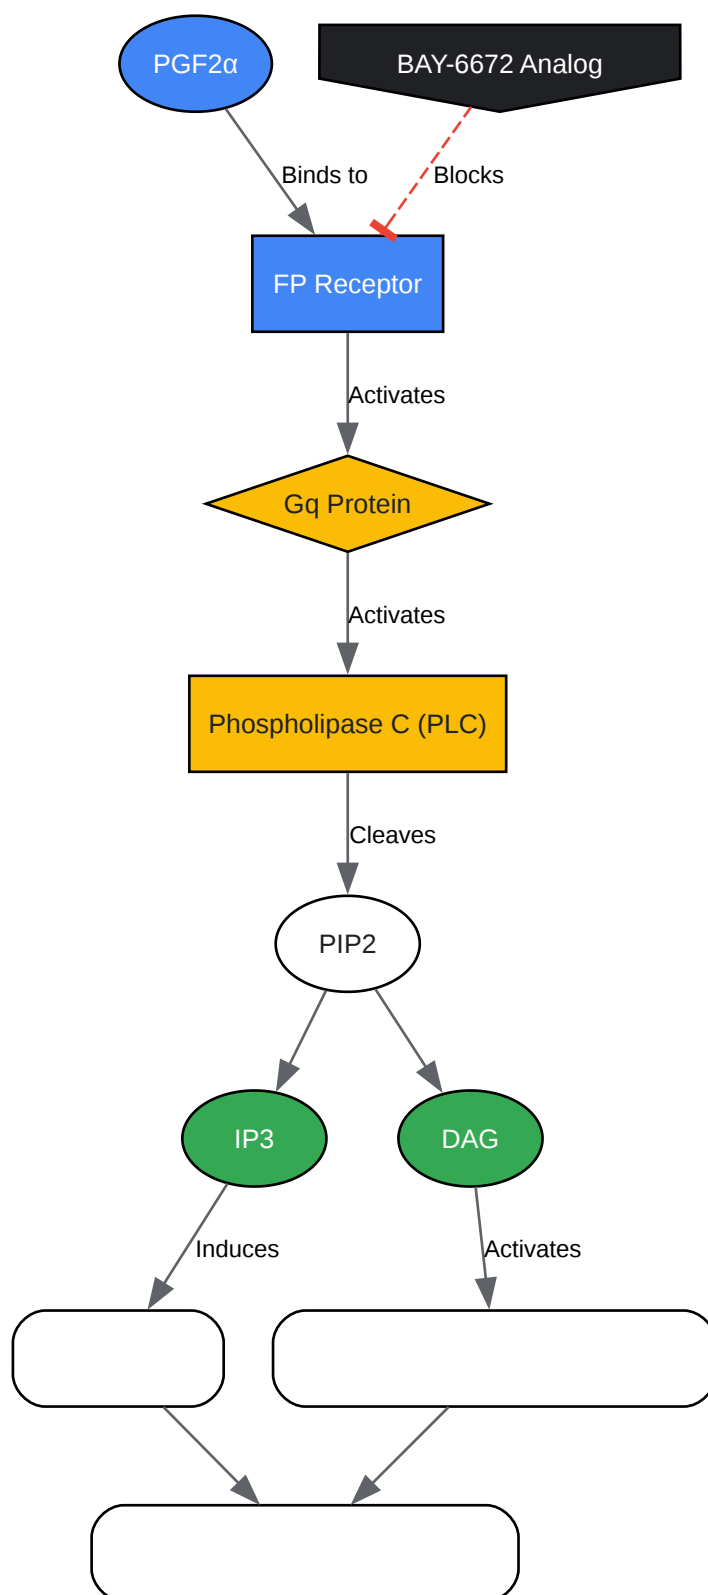 PGF2α
BAY-6672 Analog
Binds to
Blocks
FP Receptor
Activates
Gq Protein
Activates
Phospholipase C (PLC)
Cleaves
PIP2
IP3
DAG
Induces
Activates